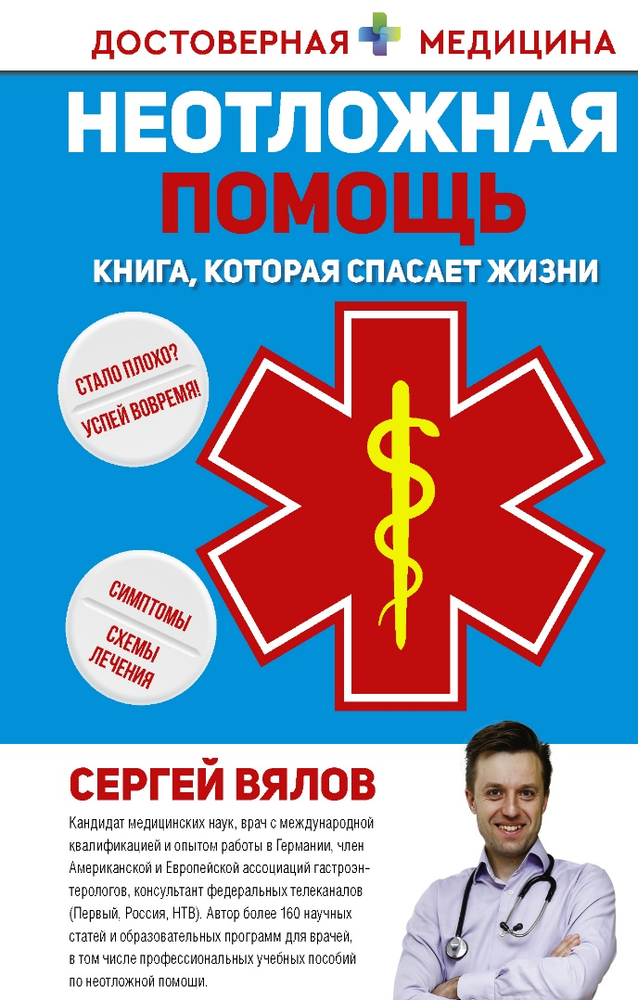 ДОСТОВЕРНАЯ МЕДИЦИНА
НЕОТЛОЖНАЯ
ПОМОЩЬ
КНИГА, КОТОРАЯ СПАСАЕТ ЖИЗНИ
СТАЛО ПЛОХО?
УСПЕЙ ВОВРЕМЯ!
СИМПТОМЫ
СХЕМЫ
ЛЕЧЕНИЯ
СЕРГЕЙ ВЯЛОВ
Кандидат медицинских наук, врач с международной
квалификацией и опытом работы в Германии, член
Американской и Европейской ассоциаций гастроэн-
терологов, консультант федеральных телеканалов
(Первый, Россия, НТВ). Автор более 160 научных
статей и образовательных программ для врачей,
в том числе профессиональных учебных пособий
по неотложной помощи.